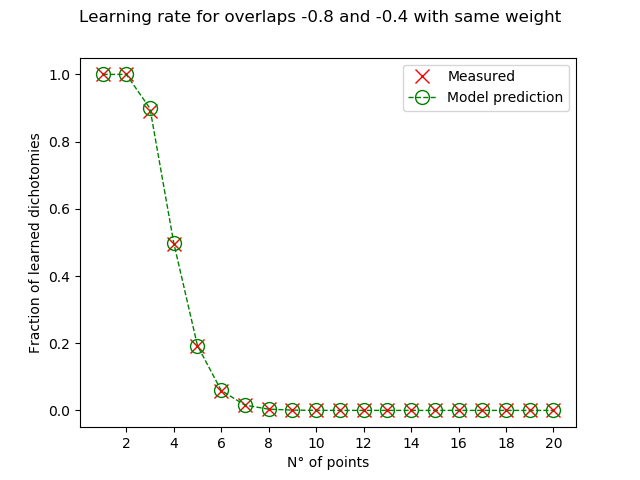 Learning rate for overlaps -0.8 and -0.4 with same weight
Measured
Model prediction
1.0
0.8
0.6
0.4
0.2
0.0
Fraction of learned dichotomies
2 4 6 8 10 12 14 16 18 20
N° of points